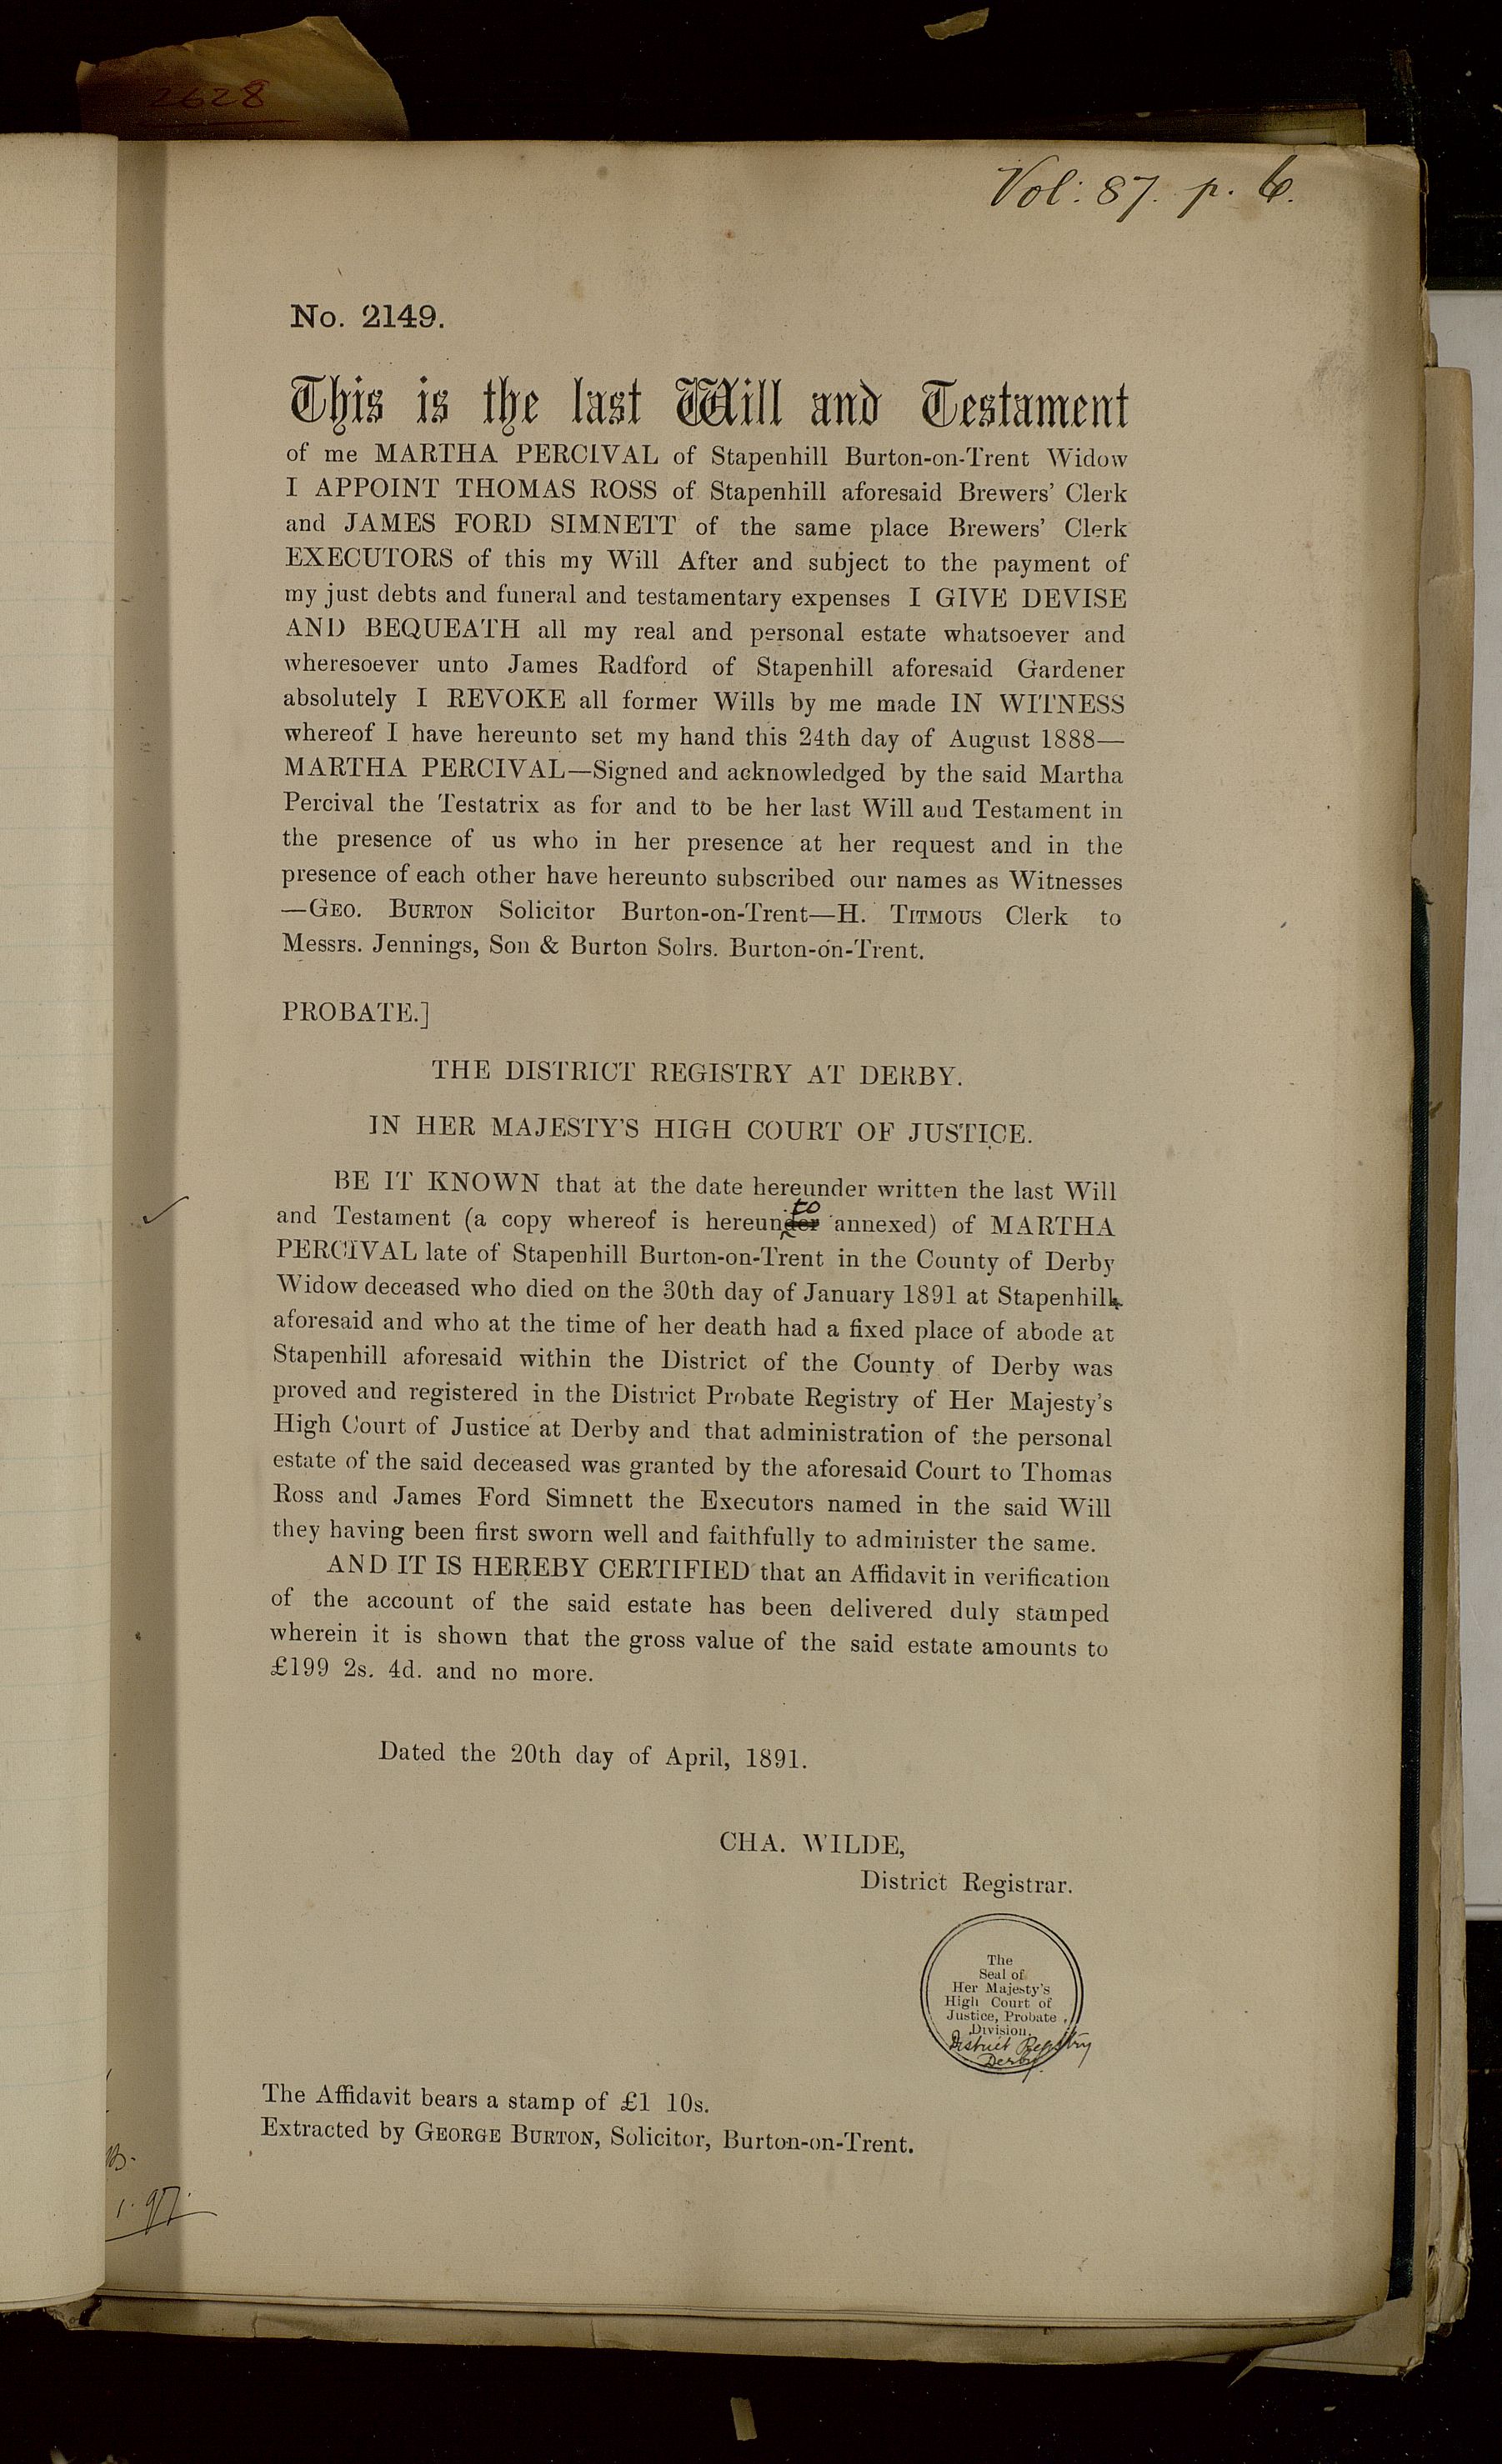 2628
Vol: 87. p. 6.
No. 2149.
This is the last Will and Testament
of me MARTHA PERCIVAL of Stapenhill Burton-on-Trent Widow
I APPOINT THOMAS ROSS of Stapenhill aforesaid Brewers' Clerk
and JAMES FORD SIMNETT of the same place Brewers' Clerk
EXECUTORS of this my Will After and subject to the payment of
my just debts and funeral and testamentary expenses I GIVE DEVISE
AND BEQUEATH all my real and personal estate whatsoever and
wheresoever unto James Radford of Stapenhill aforesaid Gardener
absolutely I REVOKE all former Wills by me made IN WITNESS
whereof I have hereunto set my hand this 24th day of August 1888—
MARTHA PERCIVAL—Signed and acknowledged by the said Martha
Percival the Testatrix as for and to be her last Will and Testament in
the presence of us who in her presence at her request and in the
presence of each other have hereunto subscribed our names as Witnesses
—GEO. BURTON Solicitor Burton-on-Trent—H. TITMOUS Clerk to
Messrs. Jennings, Son & Burton Solrs. Burton-on-Trent.
PROBATE.]
THE DISTRICT REGISTRY AT DERBY.
IN HER MAJESTY'S HIGH COURT OF JUSTICE.
BE IT KNOWN that at the date hereunder written the last Will
and Testament (a copy whereof is hereunto annexed) of MARTHA
PERCIVAL late of Stapenhill Burton-on-Trent in the County of Derby
Widow deceased who died on the 30th day of January 1891 at Stapenhill
aforesaid and who at the time of her death had a fixed place of abode at
Stapenhill aforesaid within the District of the County of Derby was
proved and registered in the District Probate Registry of Her Majesty's
High Court of Justice at Derby and that administration of the personal
estate of the said deceased was granted by the aforesaid Court to Thomas
Ross and James Ford Simnett the Executors named in the said Will
they having been first sworn well and faithfully to administer the same.
AND IT IS HEREBY CERTIFIED that an Affidavit in verification
of the account of the said estate has been delivered duly stamped
wherein it is shown that the gross value of the said estate amounts to
£199 2s. 4d. and no more.
Dated the 20th day of April, 1891.
CHA. WILDE,
District Registrar.
The
Seal of
Her Majesty's
High Court of
Justice, Probate
Division.
District Registry
Derby.
The Affidavit bears a stamp of £1 10s.
Extracted by GEORGE BURTON, Solicitor, Burton-on-Trent.
1. 97.